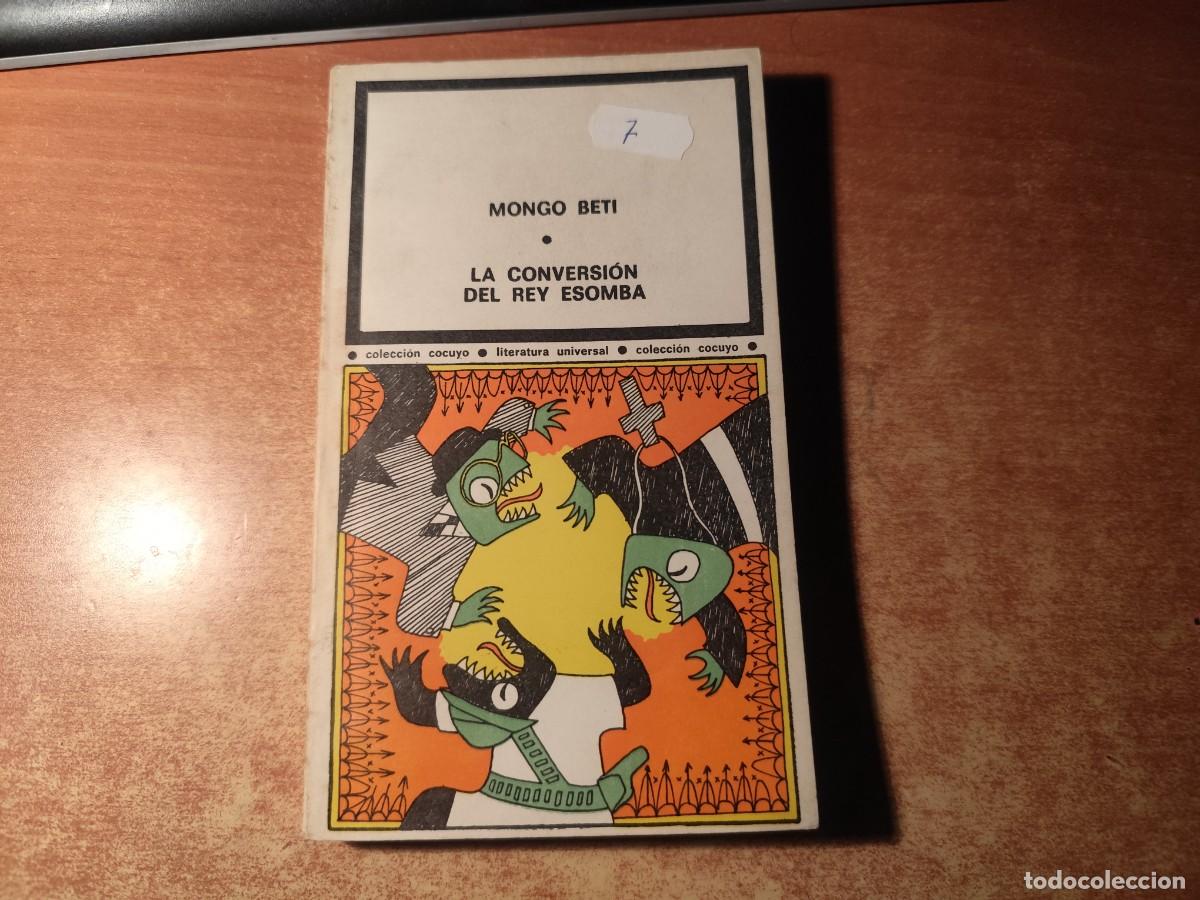 7
MONGO BETI
•
LA CONVERSIÓN
DEL REY ESOMBA
• colección cocuyo • literatura universal • colección cocuyo •
todocoleccion